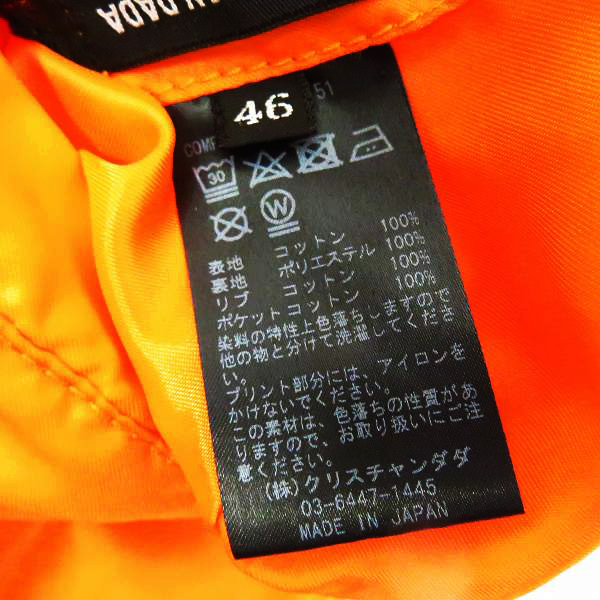 DADA
46
51
COM
30
W
表地 コットン 100%
裏地 ポリエステル 100%
リブ コットン 100%
ポケット コットン 100%
染料の特性上色落ちしますので
他の物と分けて洗濯してくださ
い。
プリント部分には、アイロンを
かけないでください。
この素材は、色落ちの性質があ
りますので、お取り扱いにご注
意ください。
(株)クリスチャンダダ
03-6447-1445
MADE IN JAPAN